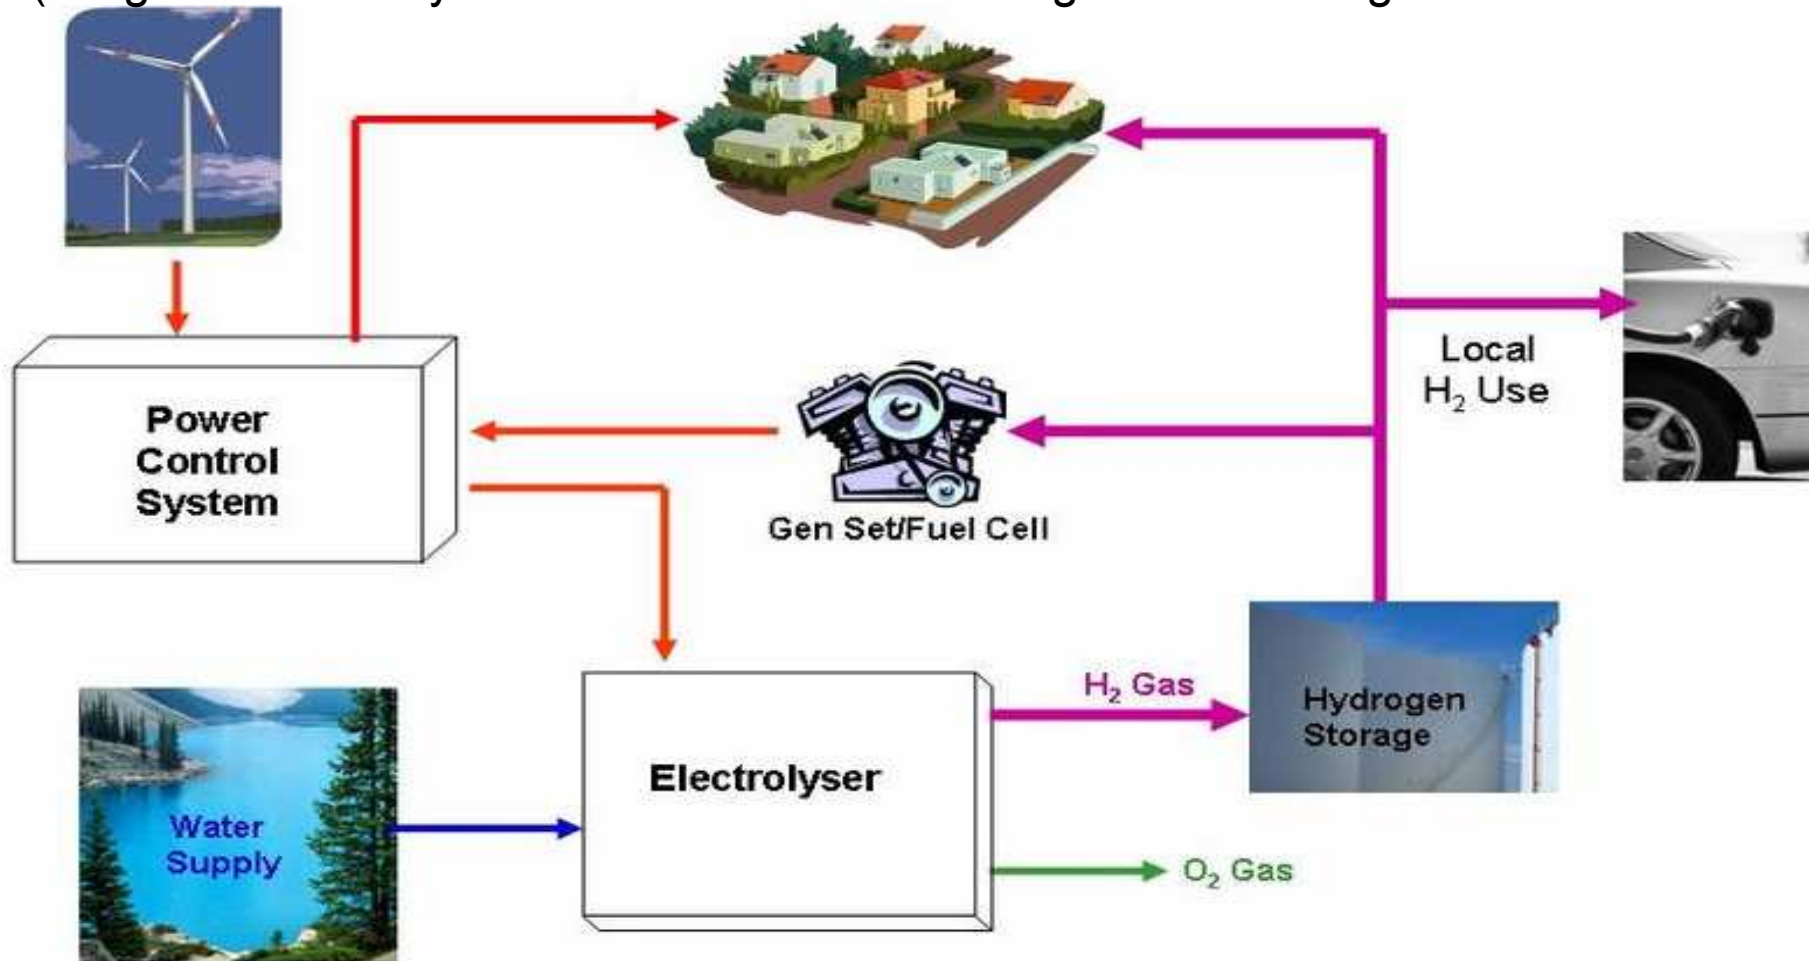 Power
Control
System
Gen Set/Fuel Cell
Local
H₂ Use
Water
Supply
Electrolyser
H₂ Gas
Hydrogen
Storage
O₂ Gas